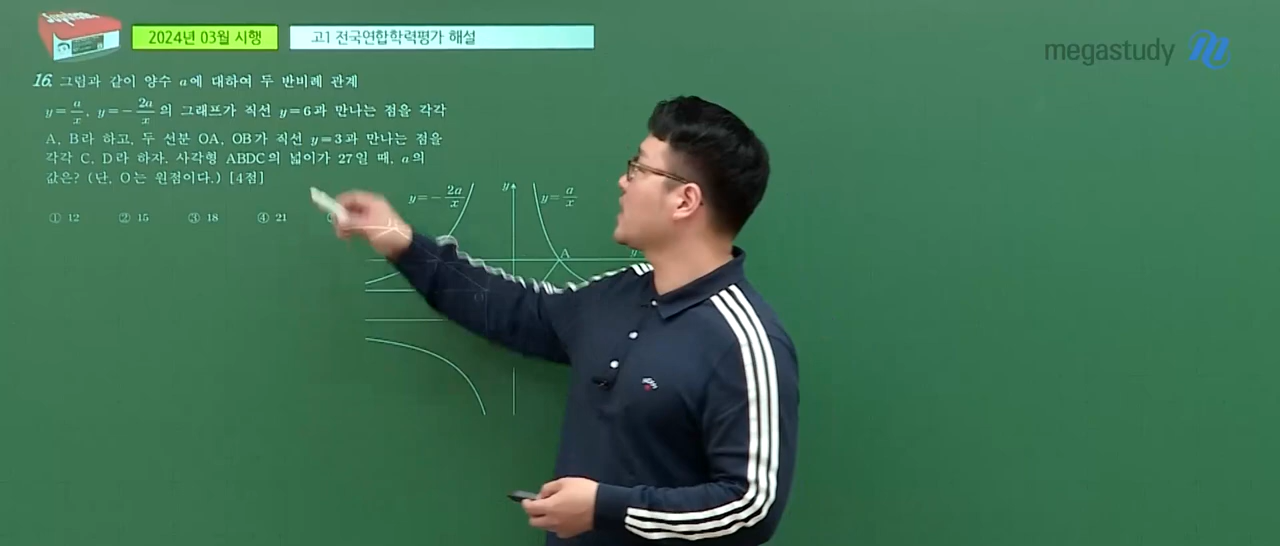 2024년 03월 시행
고1 전국연합학력평가 해설
megastudy
16. 그림과 같이 양수 a에 대하여 두 반비례 관계
y=a/x, y=-2a/x의 그래프가 직선 y=6과 만나는 점을 각각
A, B라 하고, 두 선분 OA, OB가 직선 y=3과 만나는 점을
각각 C, D라 하자. 사각형 ABDC의 넓이가 27일 때, a의
값은? (단, O는 원점이다.) [4점]
① 12 ② 15 ③ 18 ④ 21
y=-2a/x y y=a/x
A
y